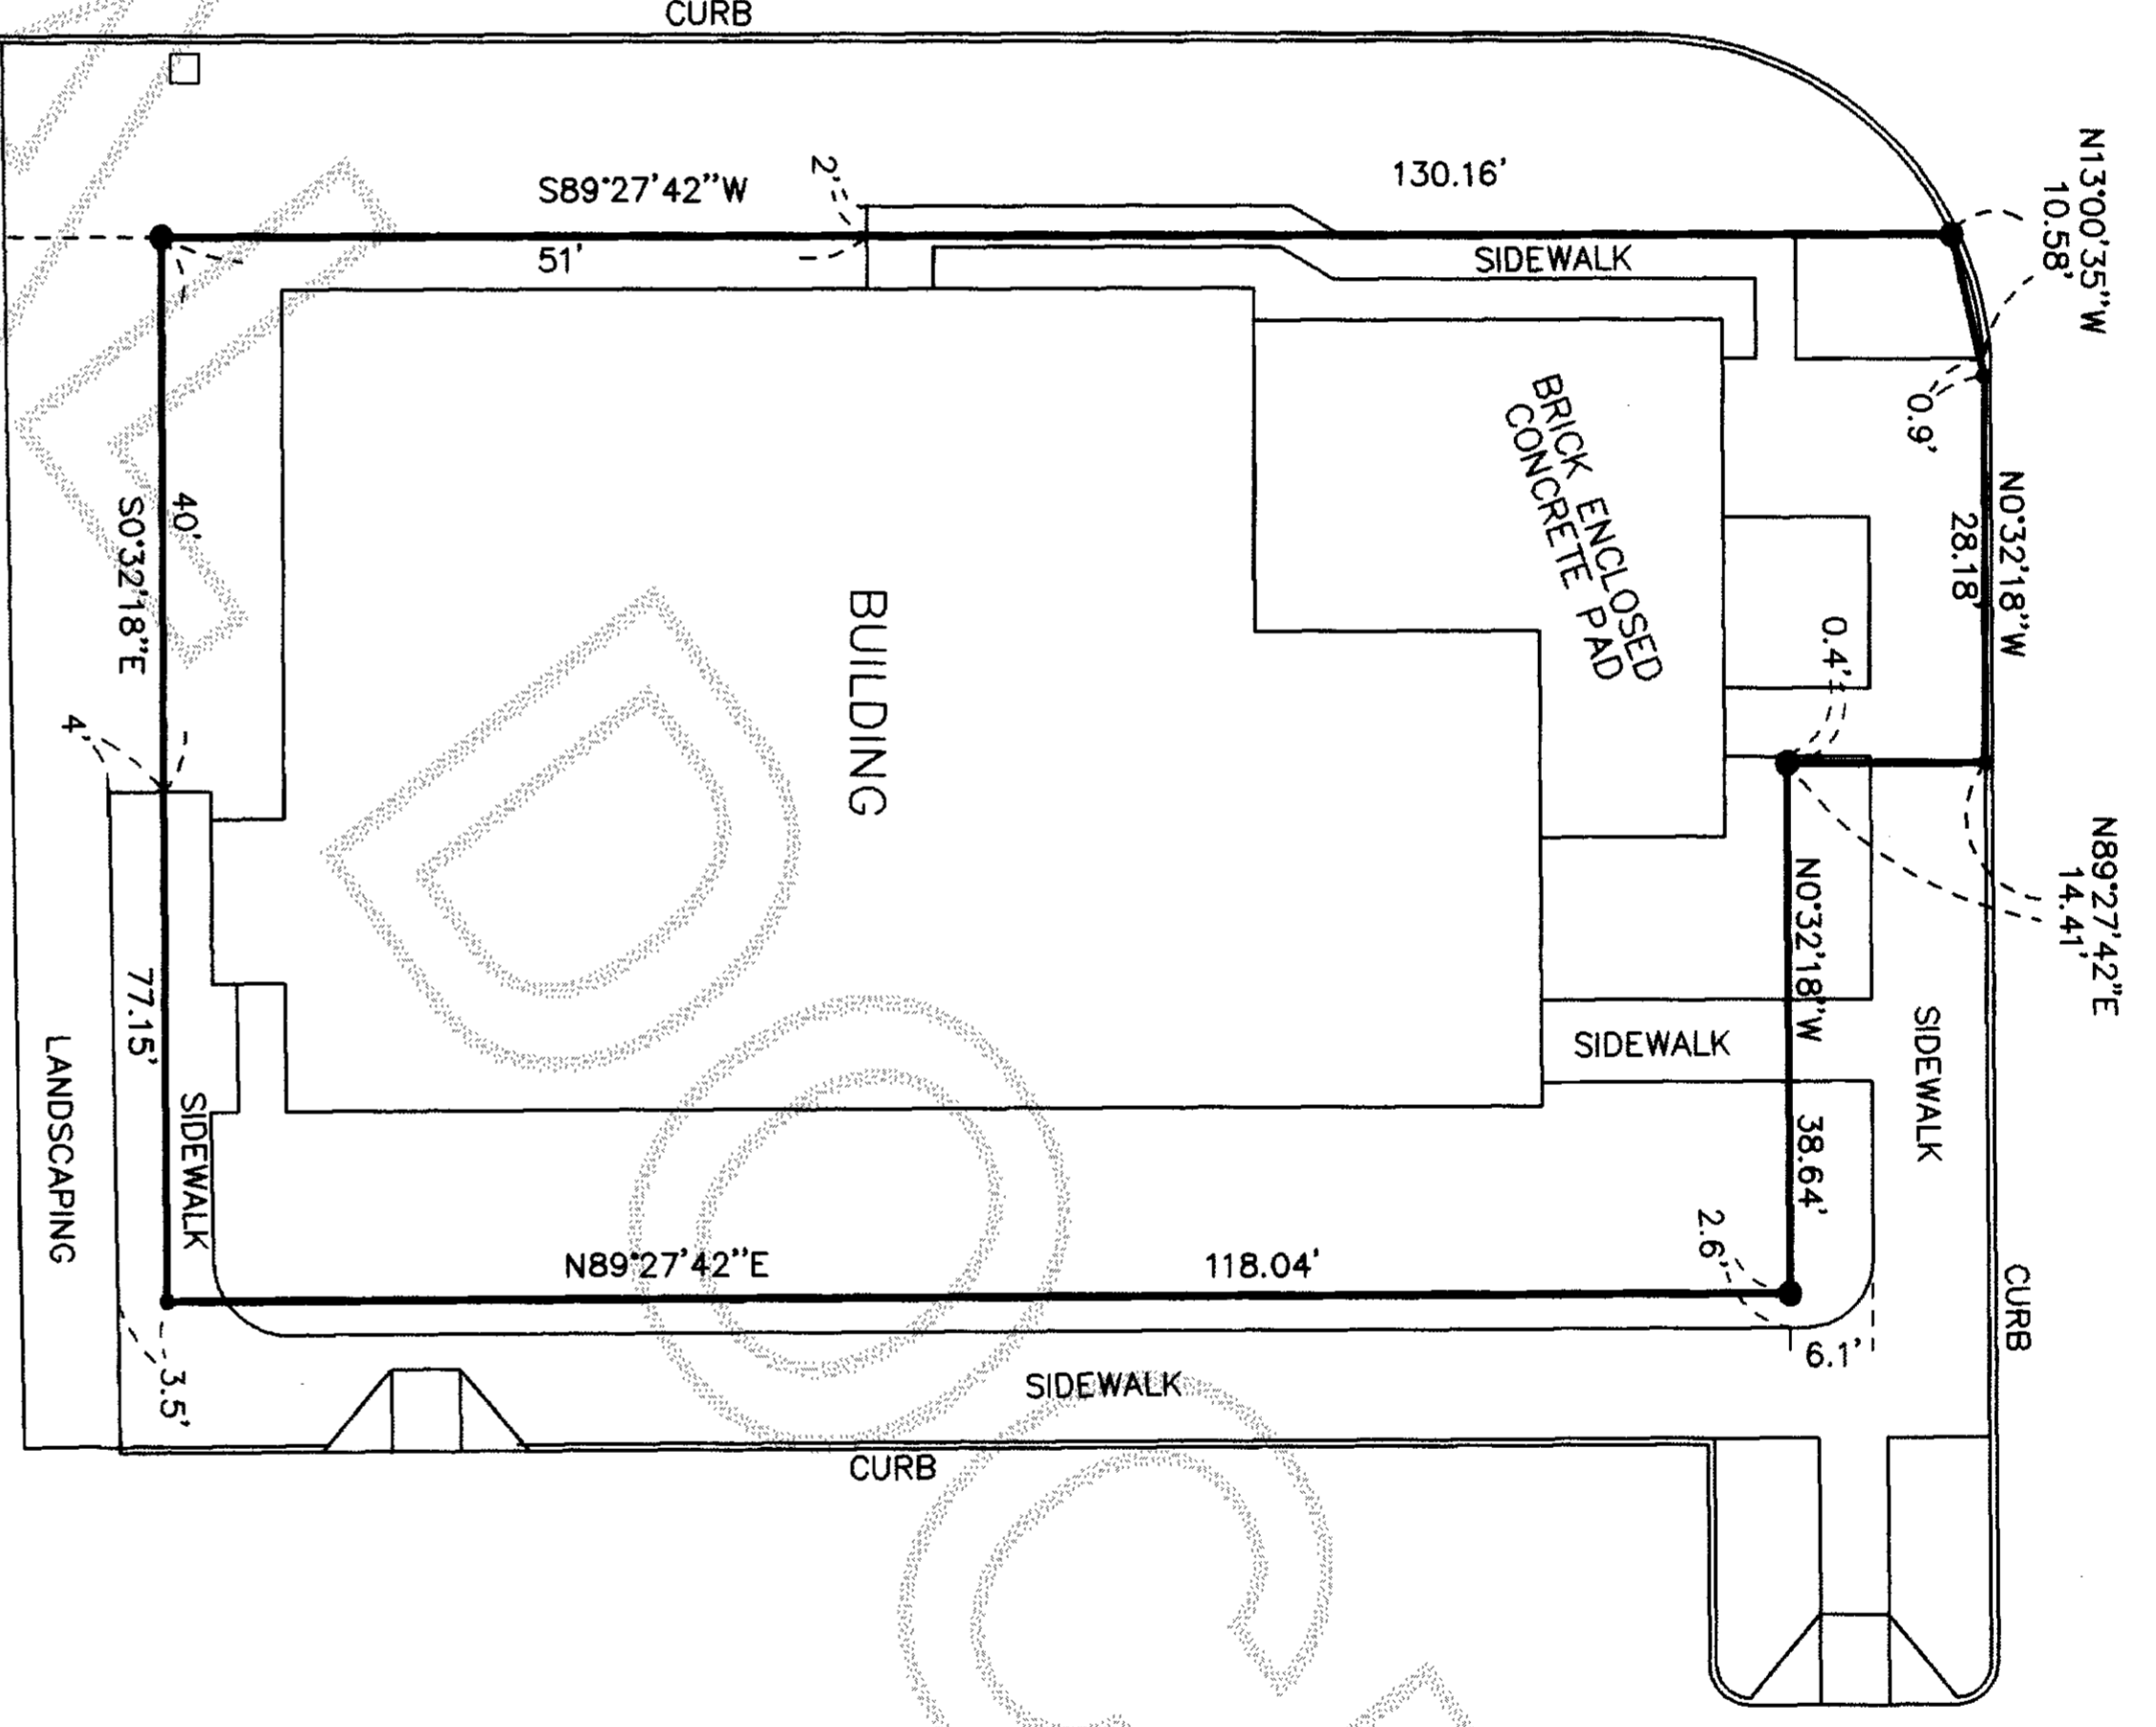 CURB
N13°00'35"W
10.58'
S89°27'42"W
2'
130.16'
51'
SIDEWALK
0.9'
BRICK ENCLOSED
CONCRETE PAD
N0°32'18"W
28.18'
40'
S0°32'18"E
BUILDING
0.4'
4'
N89°27'42"E
14.41'
N0°32'18"W
77.15'
SIDEWALK
SIDEWALK
LANDSCAPING
SIDEWALK
38.64'
2.6'
N89°27'42"E
118.04'
CURB
6.1'
3.5'
SIDEWALK
CURB